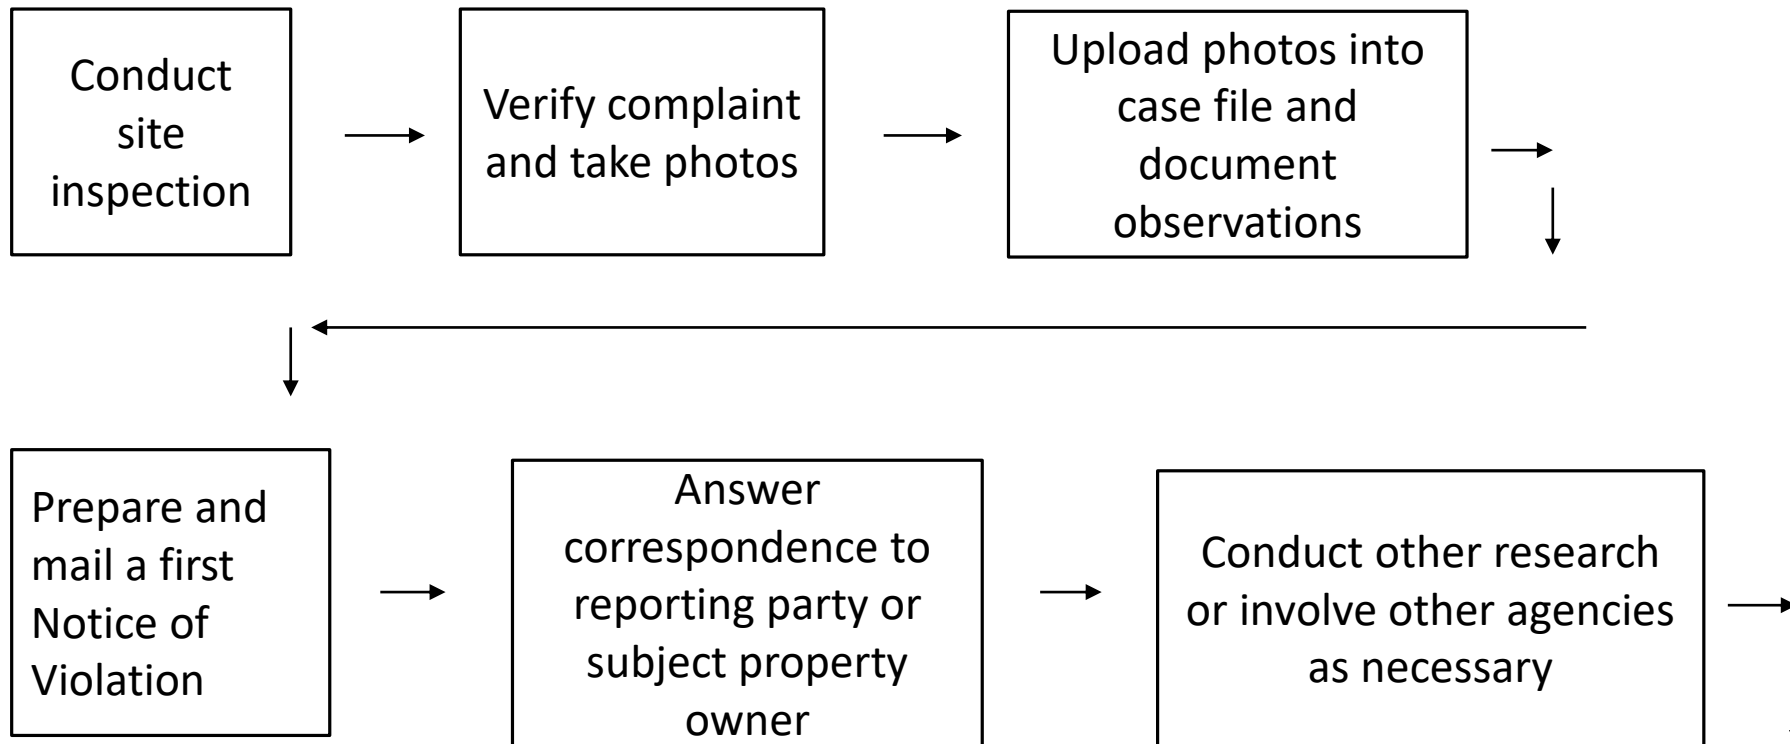 Conduct
site
inspection
Verify complaint
and take photos
Upload photos into
case file and
document
observations
Prepare and
mail a first
Notice of
Violation
Answer
correspondence to
reporting party or
subject property
owner
Conduct other research
or involve other agencies
as necessary